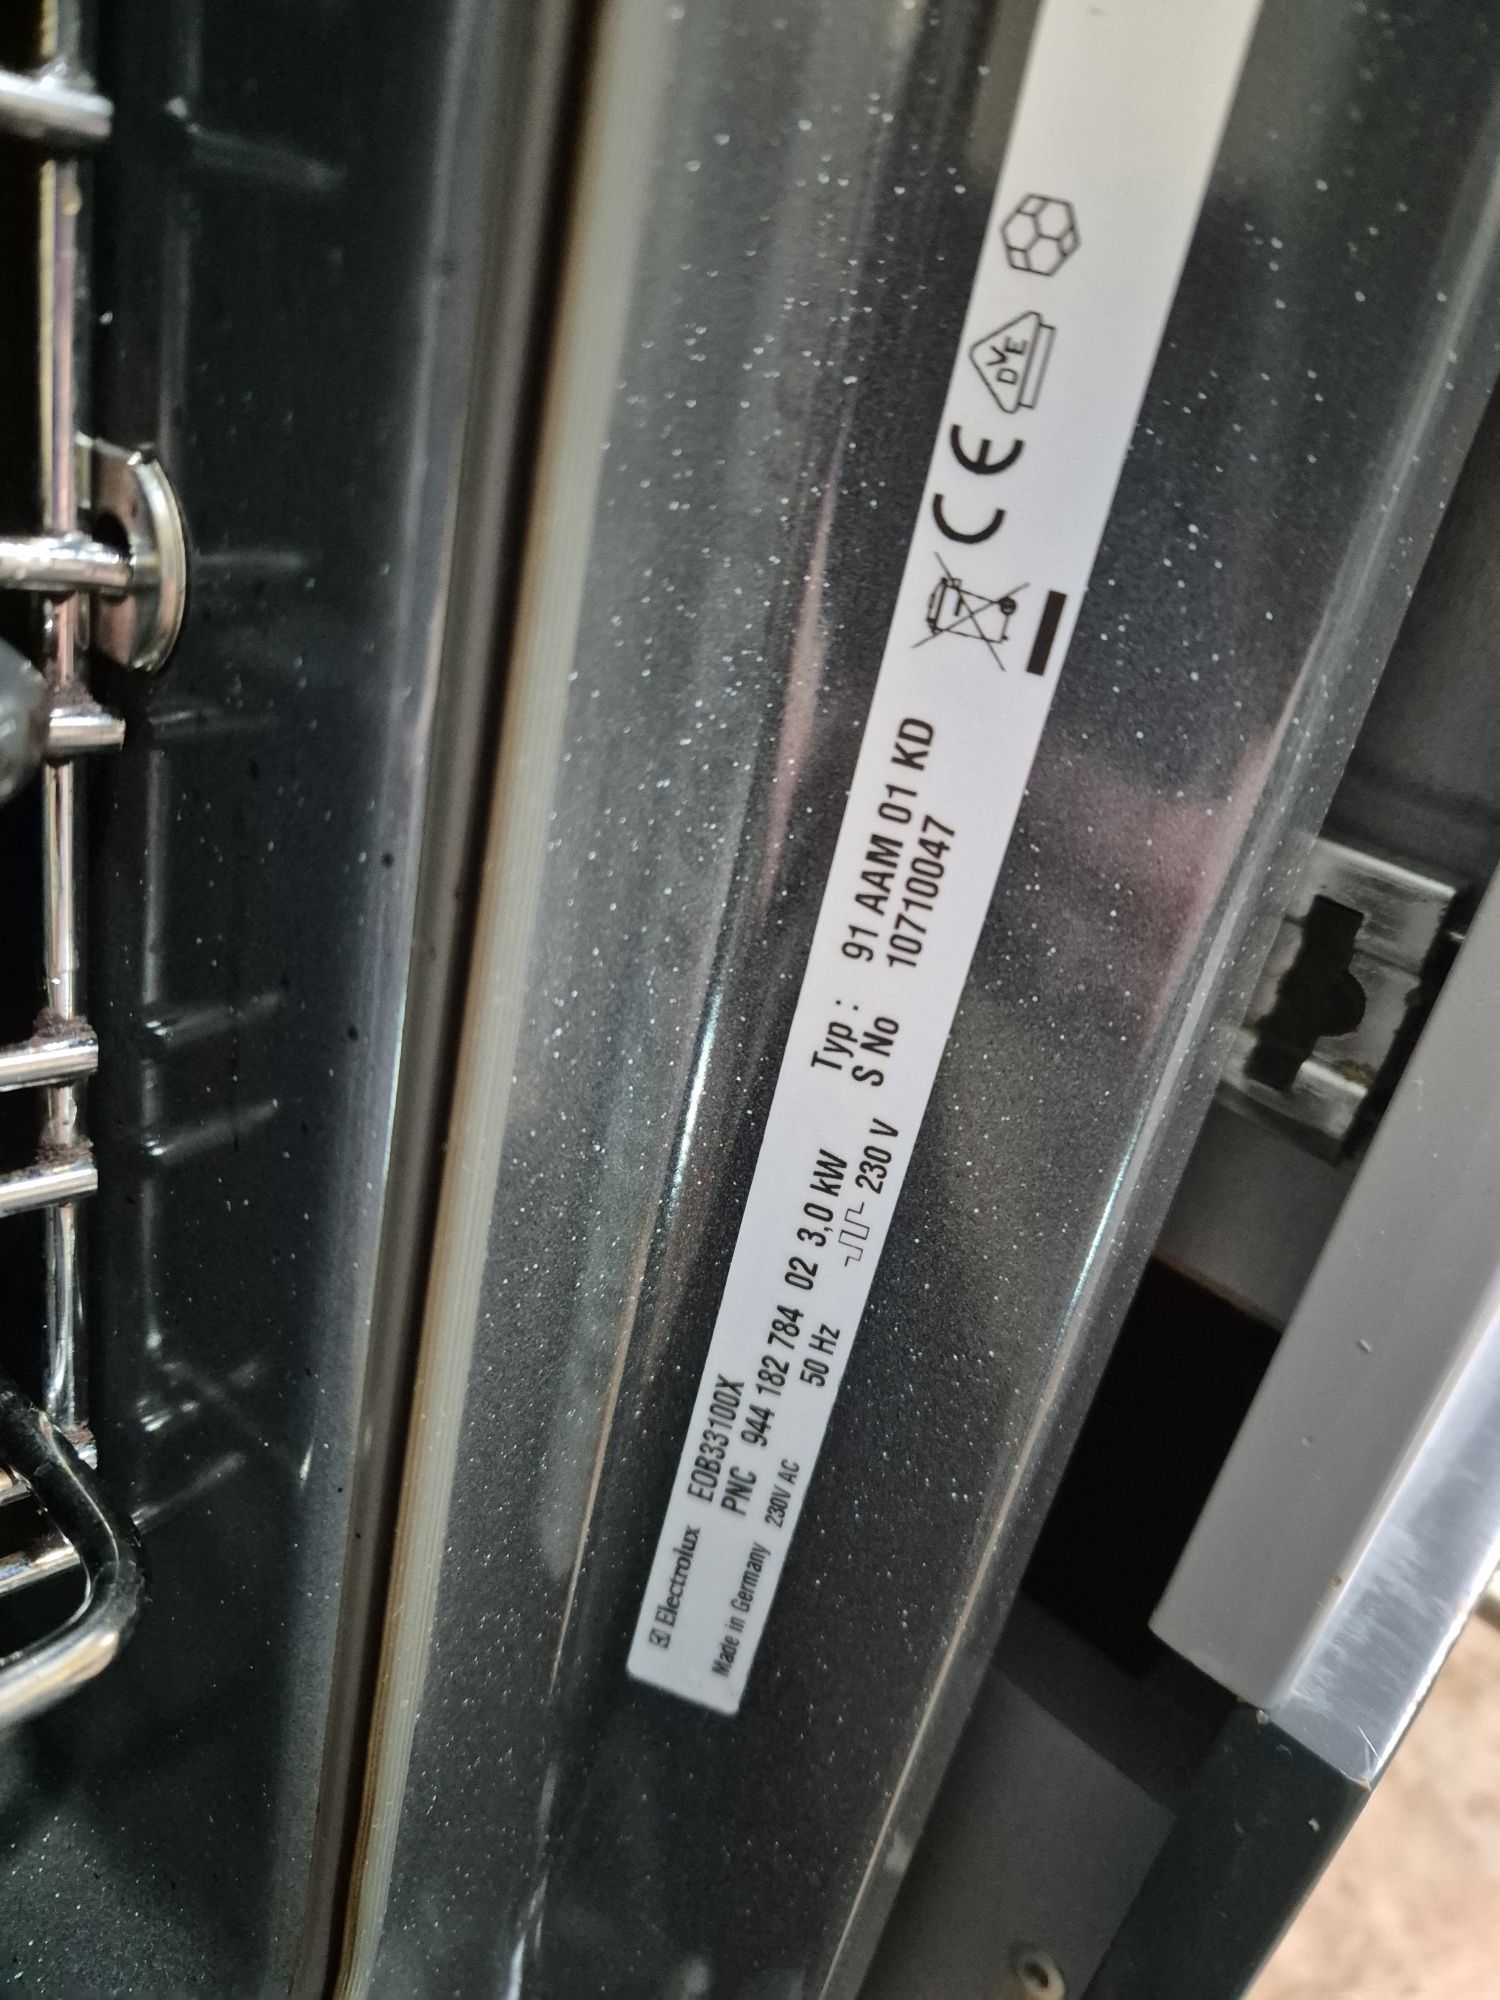 Electrolux EOB33100X
PNC 944 182 784 02 3,0 kW Typ : 91 AAM 01 KD
Made in Germany 230V AC 50 Hz 230 V S No 10710047
CE
DVE